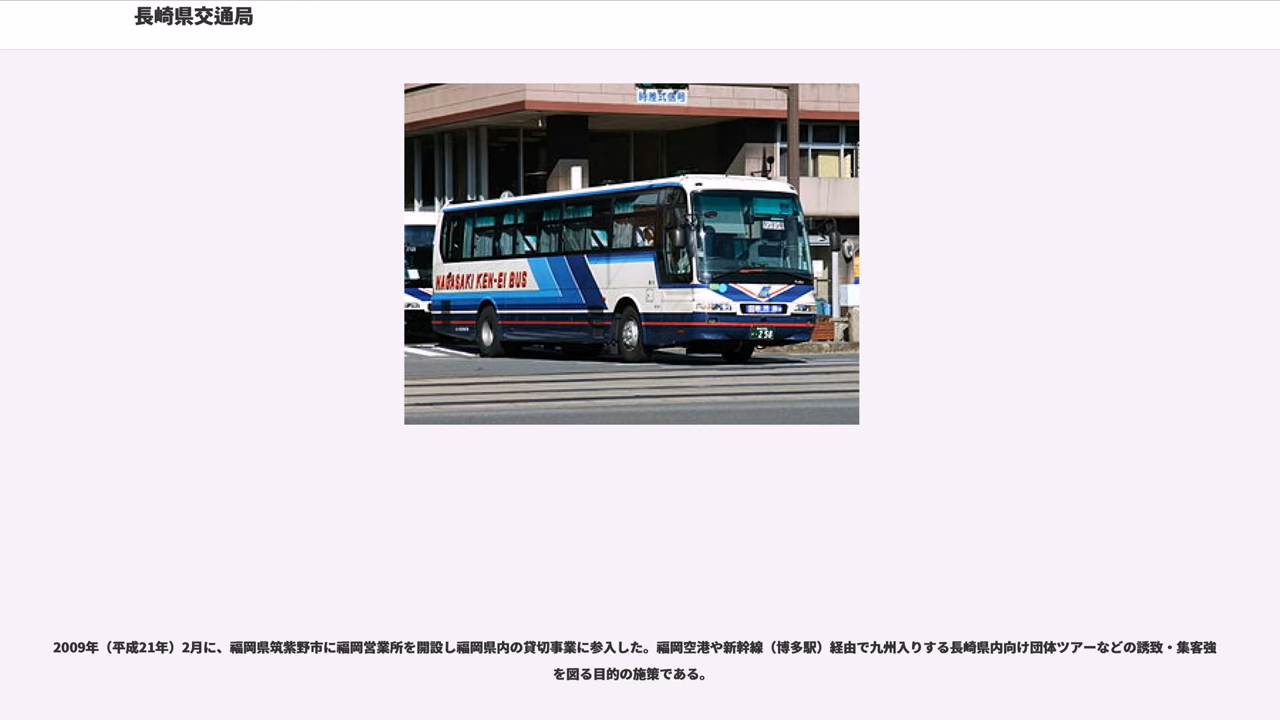 長崎県交通局
時差式信号
NAGASAKI KEN-EI BUS
2009年（平成21年）2月に、福岡県筑紫野市に福岡営業所を開設し福岡県内の貸切事業に参入した。福岡空港や新幹線（博多駅）経由で九州入りする長崎県内向け団体ツアーなどの誘致・集客強
を図る目的の施策である。